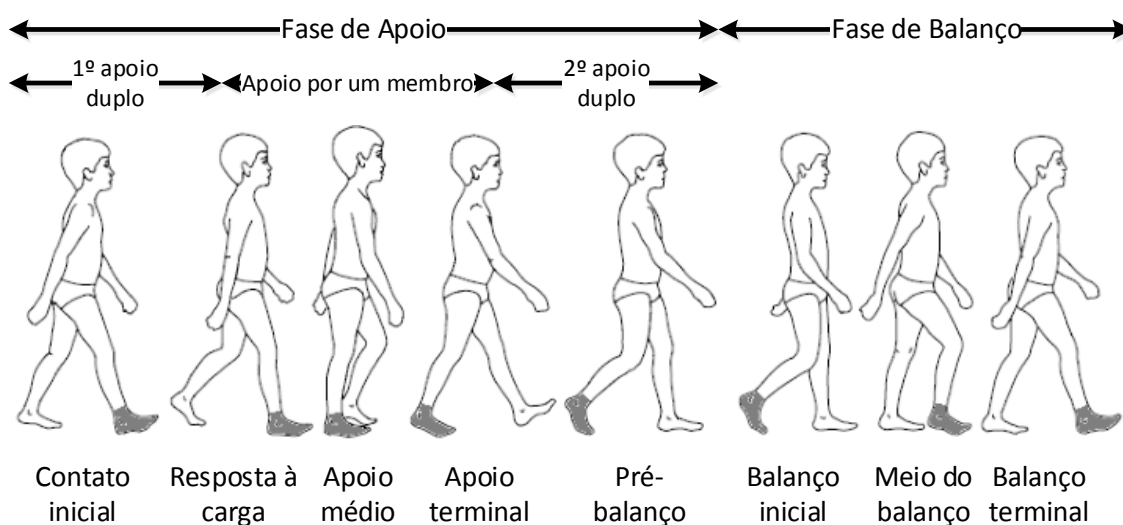 Fase de Apoio
Fase de Balanço
1º apoio
duplo
Apoio por um membro
2º apoio
duplo
Contato
inicial
Resposta à
carga
Apoio
médio
Apoio
terminal
Pré-
balanço
Balanço
inicial
Meio do
balanço
Balanço
terminal